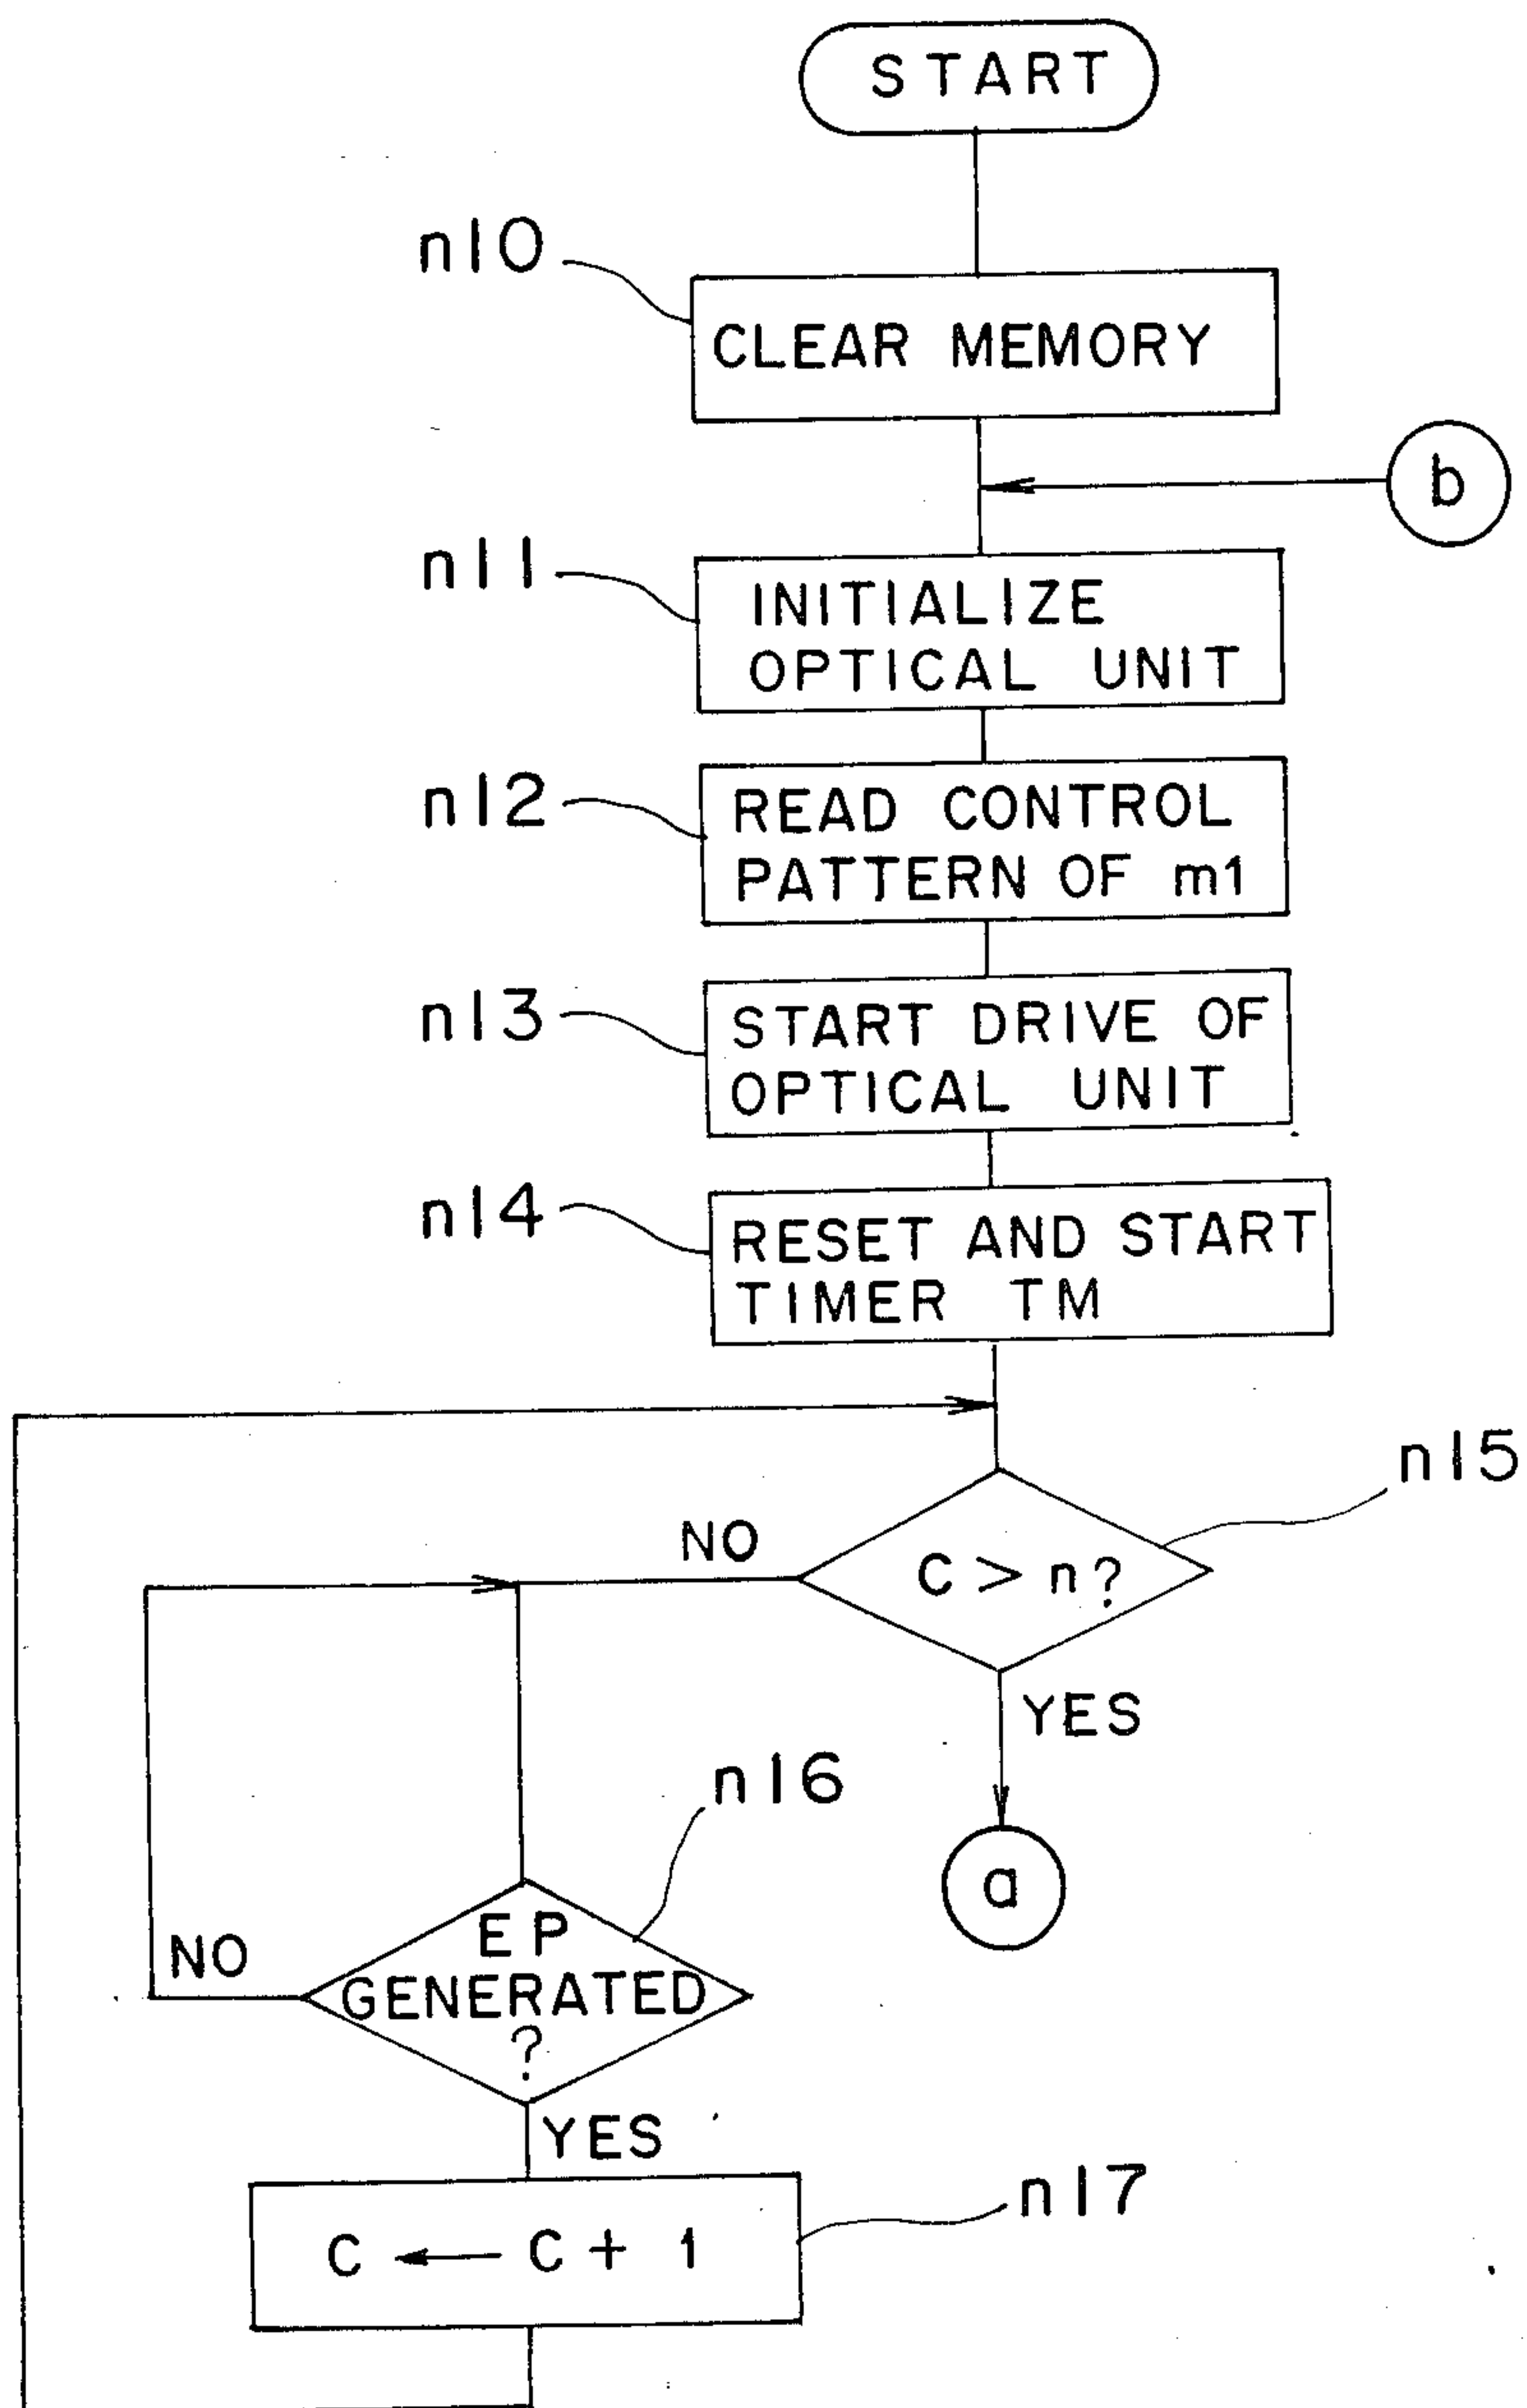 START
n10
CLEAR MEMORY
b
n11
INITIALIZE
OPTICAL UNIT
n12
READ CONTROL
PATTERN OF m1
n13
START DRIVE OF
OPTICAL UNIT
n14
RESET AND START
TIMER TM
n15
NO
C > n?
YES
n16
a
EP
GENERATED
?
NO
YES
n17
C ← C + 1